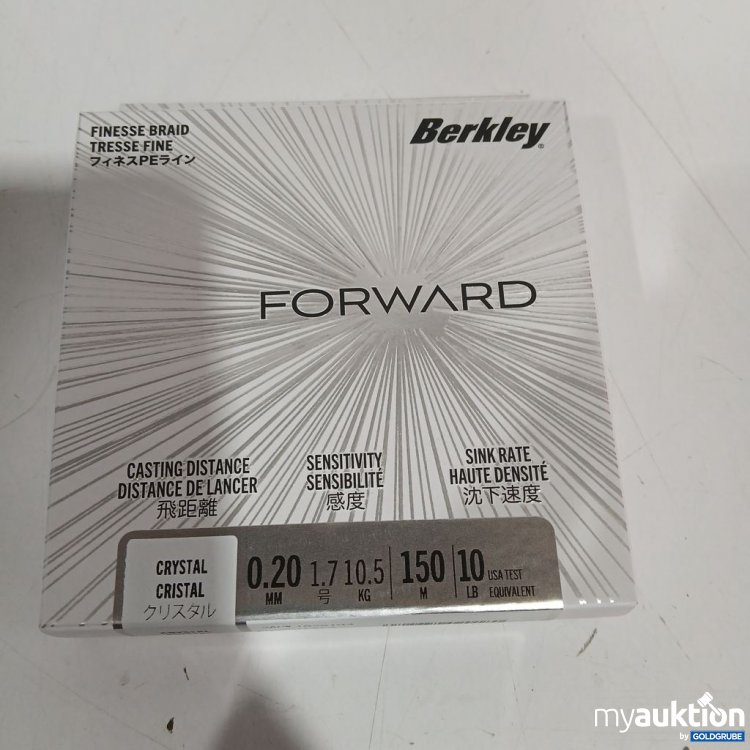 FINESSE BRAID
TRESSE FINE
フィネスPEライン
Berkley®
FORWARD
CASTING DISTANCE
DISTANCE DE LANCER
飛距離
SENSITIVITY
SENSIBILITÉ
感度
SINK RATE
HAUTE DENSITÉ
沈下速度
CRYSTAL
CRISTAL
クリスタル
0.20 MM
1.7 号
10.5 KG
150 M
10 LB
USA TEST
EQUIVALENT
myauktion
by GOLDGRUBE